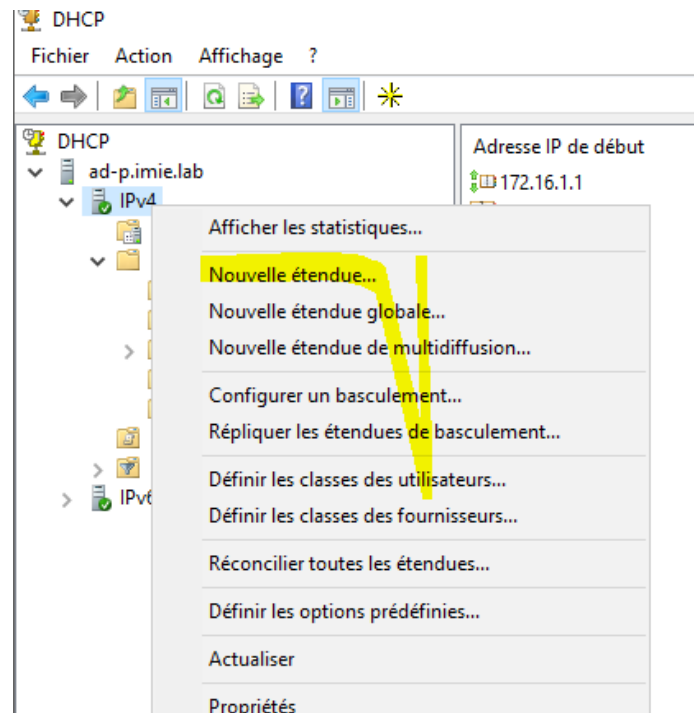 DHCP
Fichier Action Affichage ?
DHCP
ad-p.imie.lab
IPv4
Adresse IP de début
172.16.1.1
Afficher les statistiques...
Nouvelle étendue...
Nouvelle étendue globale...
Nouvelle étendue de multidiffusion...
Configurer un basculement...
Répliquer les étendues de basculement...
Définir les classes des utilisateurs...
Définir les classes des fournisseurs...
IPv6
Réconcilier toutes les étendues...
Définir les options prédéfinies...
Actualiser
Propriétés